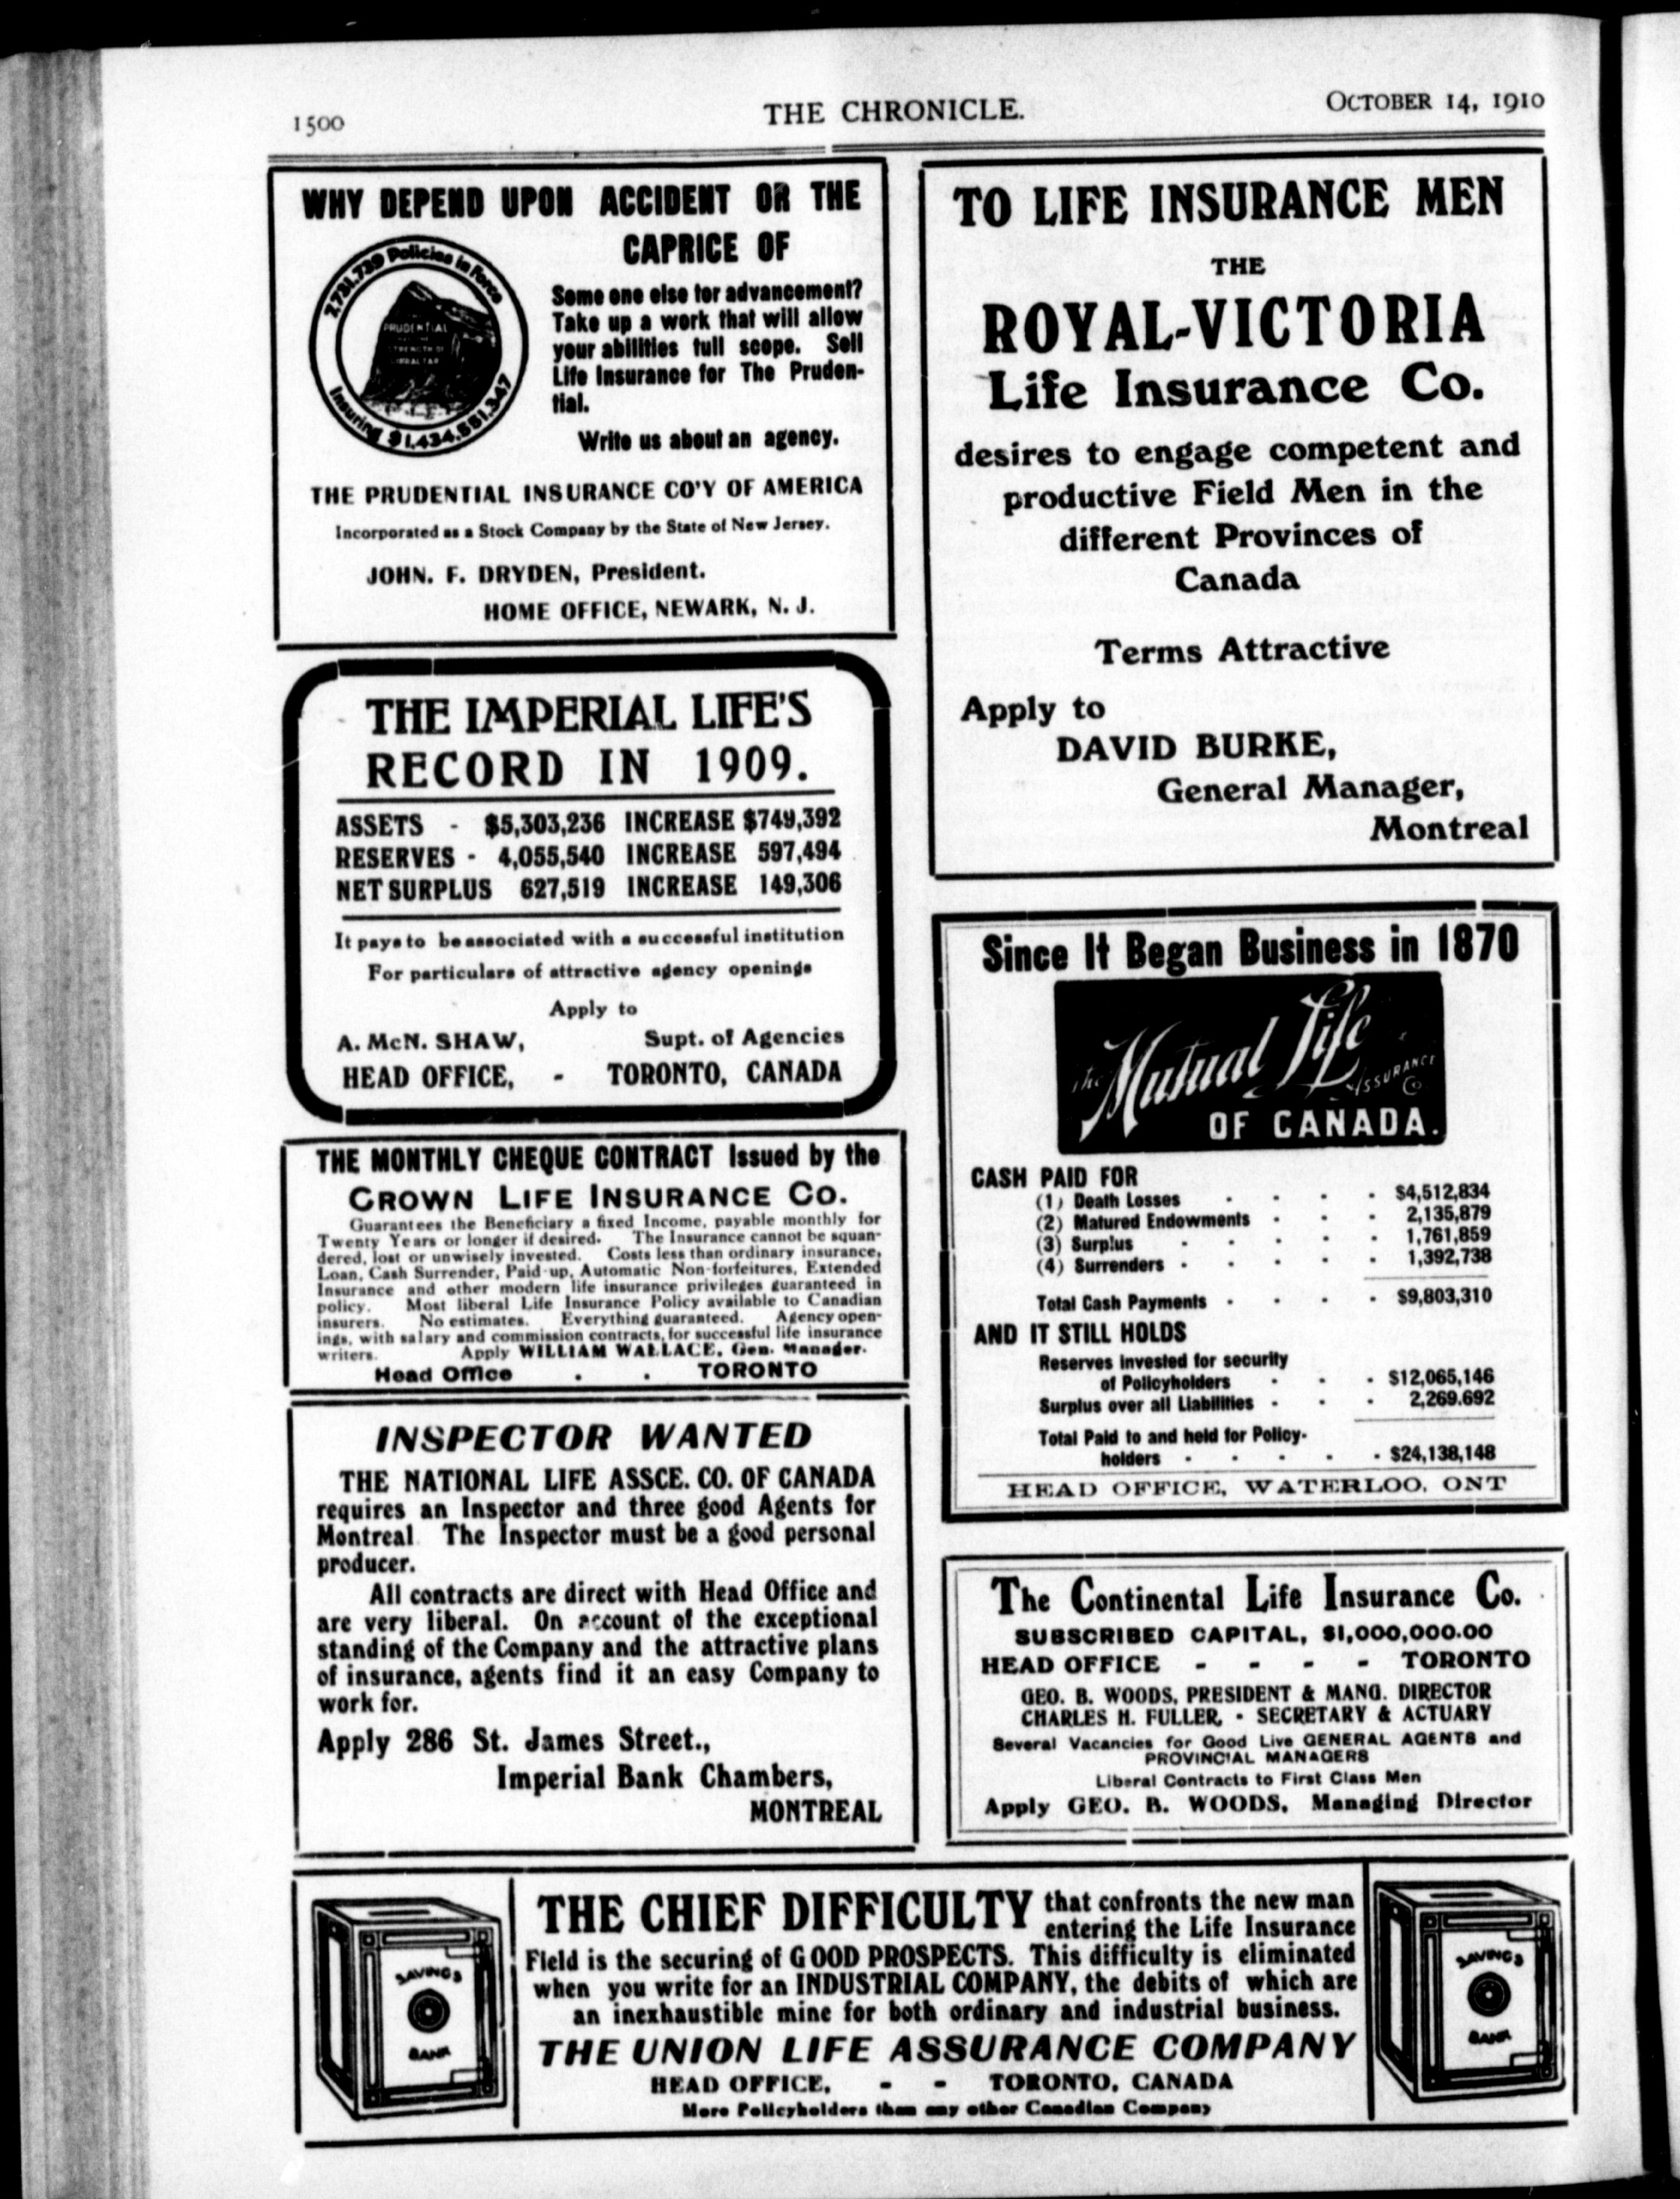 1500
THE CHRONICLE.
OCTOBER 14, 1910
WHY DEPEND UPON ACCIDENT OR THE
CAPRICE OF
2,731,739 Policies in Force
PRUDENTIAL
STRENGTH OF
GIBRALTAR
Insuring $1,434,551,347
Some one else for advancement?
Take up a work that will allow
your abilities full scope. Sell
Life Insurance for The Pruden-
tial.
Write us about an agency.
THE PRUDENTIAL INSURANCE CO'Y OF AMERICA
Incorporated as a Stock Company by the State of New Jersey.
JOHN. F. DRYDEN, President.
HOME OFFICE, NEWARK, N. J.
THE IMPERIAL LIFE'S
RECORD IN 1909.
ASSETS - $5,303,236 INCREASE $749,392
RESERVES - 4,055,540 INCREASE 597,494
NET SURPLUS 627,519 INCREASE 149,306
It pays to be associated with a successful institution
For particulars of attractive agency openings
Apply to
A. McN. SHAW, Supt. of Agencies
HEAD OFFICE, - TORONTO, CANADA
THE MONTHLY CHEQUE CONTRACT Issued by the
CROWN LIFE INSURANCE CO.
Guarantees the Beneficiary a fixed Income, payable monthly for
Twenty Years or longer if desired. The Insurance cannot be squan-
dered, lost or unwisely invested. Costs less than ordinary insurance.
Loan, Cash Surrender, Paid-up, Automatic Non-forfeitures, Extended
Insurance and other modern life insurance privileges guaranteed in
policy. Most liberal Life Insurance Policy available to Canadian
insurers. No estimates. Everything guaranteed. Agency open-
ings, with salary and commission contracts, for successful life insurance
writers. Apply WILLIAM WALLACE, Gen. Manager.
Head Office . . TORONTO
INSPECTOR WANTED
THE NATIONAL LIFE ASSCE. CO. OF CANADA
requires an Inspector and three good Agents for
Montreal The Inspector must be a good personal
producer.
All contracts are direct with Head Office and
are very liberal. On account of the exceptional
standing of the Company and the attractive plans
of insurance, agents find it an easy Company to
work for.
Apply 286 St. James Street.,
Imperial Bank Chambers,
MONTREAL
TO LIFE INSURANCE MEN
THE
ROYAL-VICTORIA
Life Insurance Co.
desires to engage competent and
productive Field Men in the
different Provinces of
Canada
Terms Attractive
Apply to
DAVID BURKE,
General Manager,
Montreal
Since It Began Business in 1870
The Mutual Life
ASSURANCE
Co
OF CANADA.
CASH PAID FOR
(1) Death Losses - - - - $4,512,834
(2) Matured Endowments - - - 2,135,879
(3) Surplus - - - - - 1,761,859
(4) Surrenders - - - - - 1,392,738
Total Cash Payments - - - - $9,803,310
AND IT STILL HOLDS
Reserves invested for security
of Policyholders - - - $12,065,146
Surplus over all Liabilities - - - 2,269.692
Total Paid to and held for Policy-
holders - - - - - $24,138,148
HEAD OFFICE, WATERLOO, ONT
The Continental Life Insurance Co.
SUBSCRIBED CAPITAL, $1,000,000.00
HEAD OFFICE - - - - TORONTO
GEO. B. WOODS, PRESIDENT & MANG. DIRECTOR
CHARLES H. FULLER, - SECRETARY & ACTUARY
Several Vacancies for Good Live GENERAL AGENTS and
PROVINCIAL MANAGERS
Liberal Contracts to First Class Men
Apply GEO. B. WOODS, Managing Director
SAVINGS
BANK
THE CHIEF DIFFICULTY that confronts the new man
entering the Life Insurance
Field is the securing of GOOD PROSPECTS. This difficulty is eliminated
when you write for an INDUSTRIAL COMPANY, the debits of which are
an inexhaustible mine for both ordinary and industrial business.
THE UNION LIFE ASSURANCE COMPANY
HEAD OFFICE, - - TORONTO, CANADA
More Policyholders than any other Canadian Company
SAVINGS
BANK